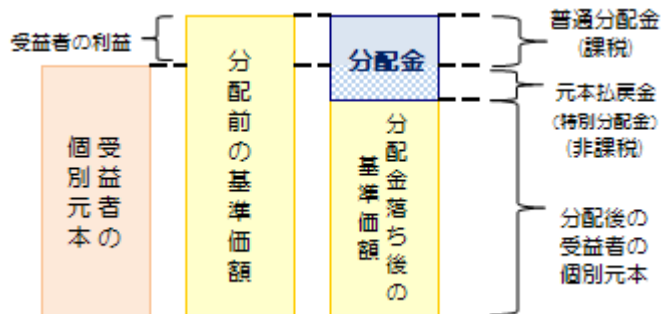 受益者の利益
受益者の
個別元本
分配前の基準価額
分配金
分配金落ち後の
基準価額
普通分配金
(課税)
元本払戻金
(特別分配金)
(非課税)
分配後の
受益者の
個別元本